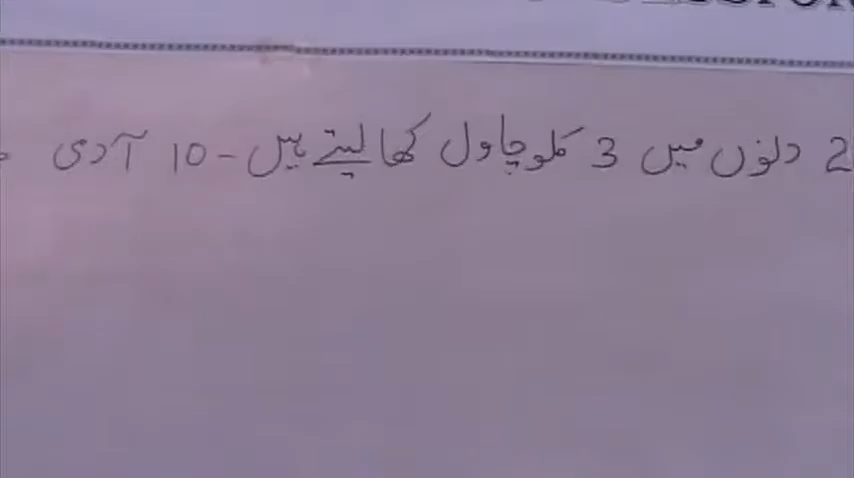 2 دنوں میں 3 کلو چاول کھا لیتے ہیں - 10 آدمی